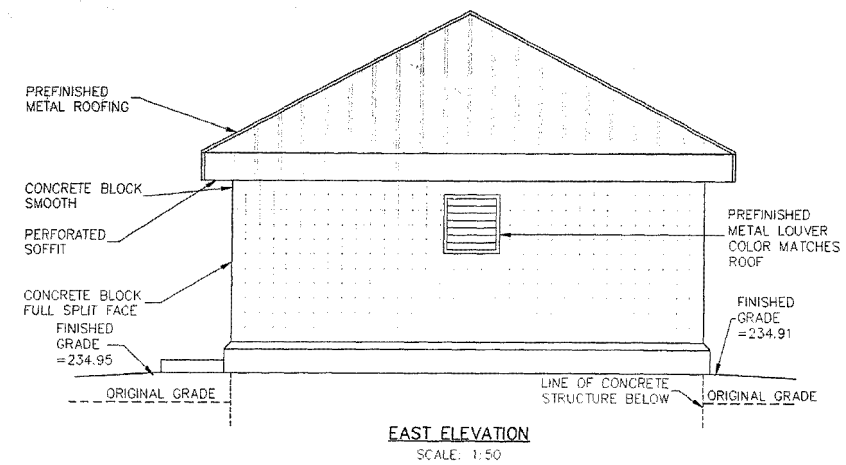 PREFINISHED
METAL ROOFING
CONCRETE BLOCK
SMOOTH
PERFORATED
SOFFIT
CONCRETE BLOCK
FULL SPLIT FACE
FINISHED
GRADE
=234.95
ORIGINAL GRADE
PREFINISHED
METAL LOUVER
COLOR MATCHES
ROOF
FINISHED
GRADE
=234.91
LINE OF CONCRETE
STRUCTURE BELOW
ORIGINAL GRADE
EAST ELEVATION
SCALE: 1:50